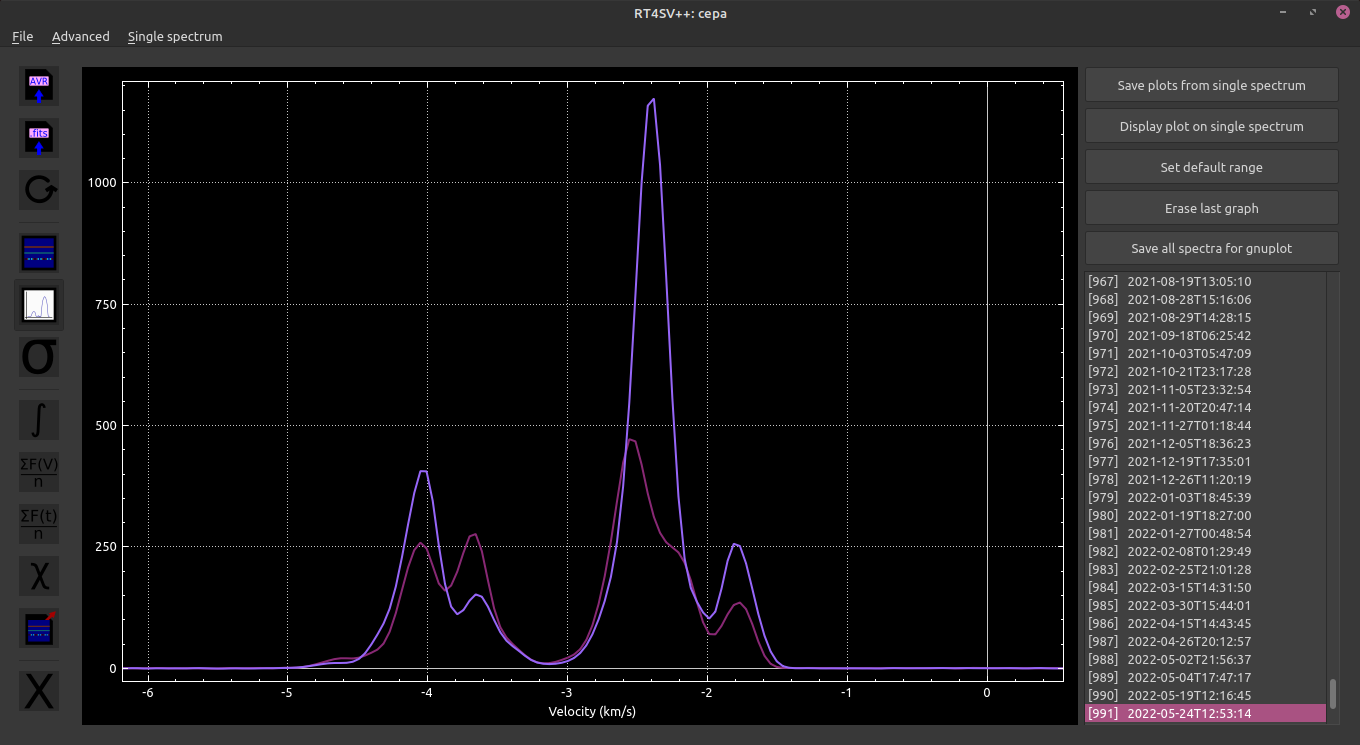 RT4SV++: cepa
File Advanced Single spectrum
AVR
.fits
σ
∫
ΣF(V)
n
ΣF(t)
n
χ
X
1000
750
500
250
0
-6 -5 -4 -3 -2 -1 0
Velocity (km/s)
Save plots from single spectrum
Display plot on single spectrum
Set default range
Erase last graph
Save all spectra for gnuplot
[967] 2021-08-19T13:05:10
[968] 2021-08-28T15:16:06
[969] 2021-08-29T14:28:15
[970] 2021-09-18T06:25:42
[971] 2021-10-03T05:47:09
[972] 2021-10-21T23:17:28
[973] 2021-11-05T23:32:54
[974] 2021-11-20T20:47:14
[975] 2021-11-27T01:18:44
[976] 2021-12-05T18:36:23
[977] 2021-12-19T17:35:01
[978] 2021-12-26T11:20:19
[979] 2022-01-03T18:45:39
[980] 2022-01-19T18:27:00
[981] 2022-01-27T00:48:54
[982] 2022-02-08T01:29:49
[983] 2022-02-25T21:01:28
[984] 2022-03-15T14:31:50
[985] 2022-03-30T15:44:01
[986] 2022-04-15T14:43:45
[987] 2022-04-26T20:12:57
[988] 2022-05-02T21:56:37
[989] 2022-05-04T17:47:17
[990] 2022-05-19T12:16:45
[991] 2022-05-24T12:53:14